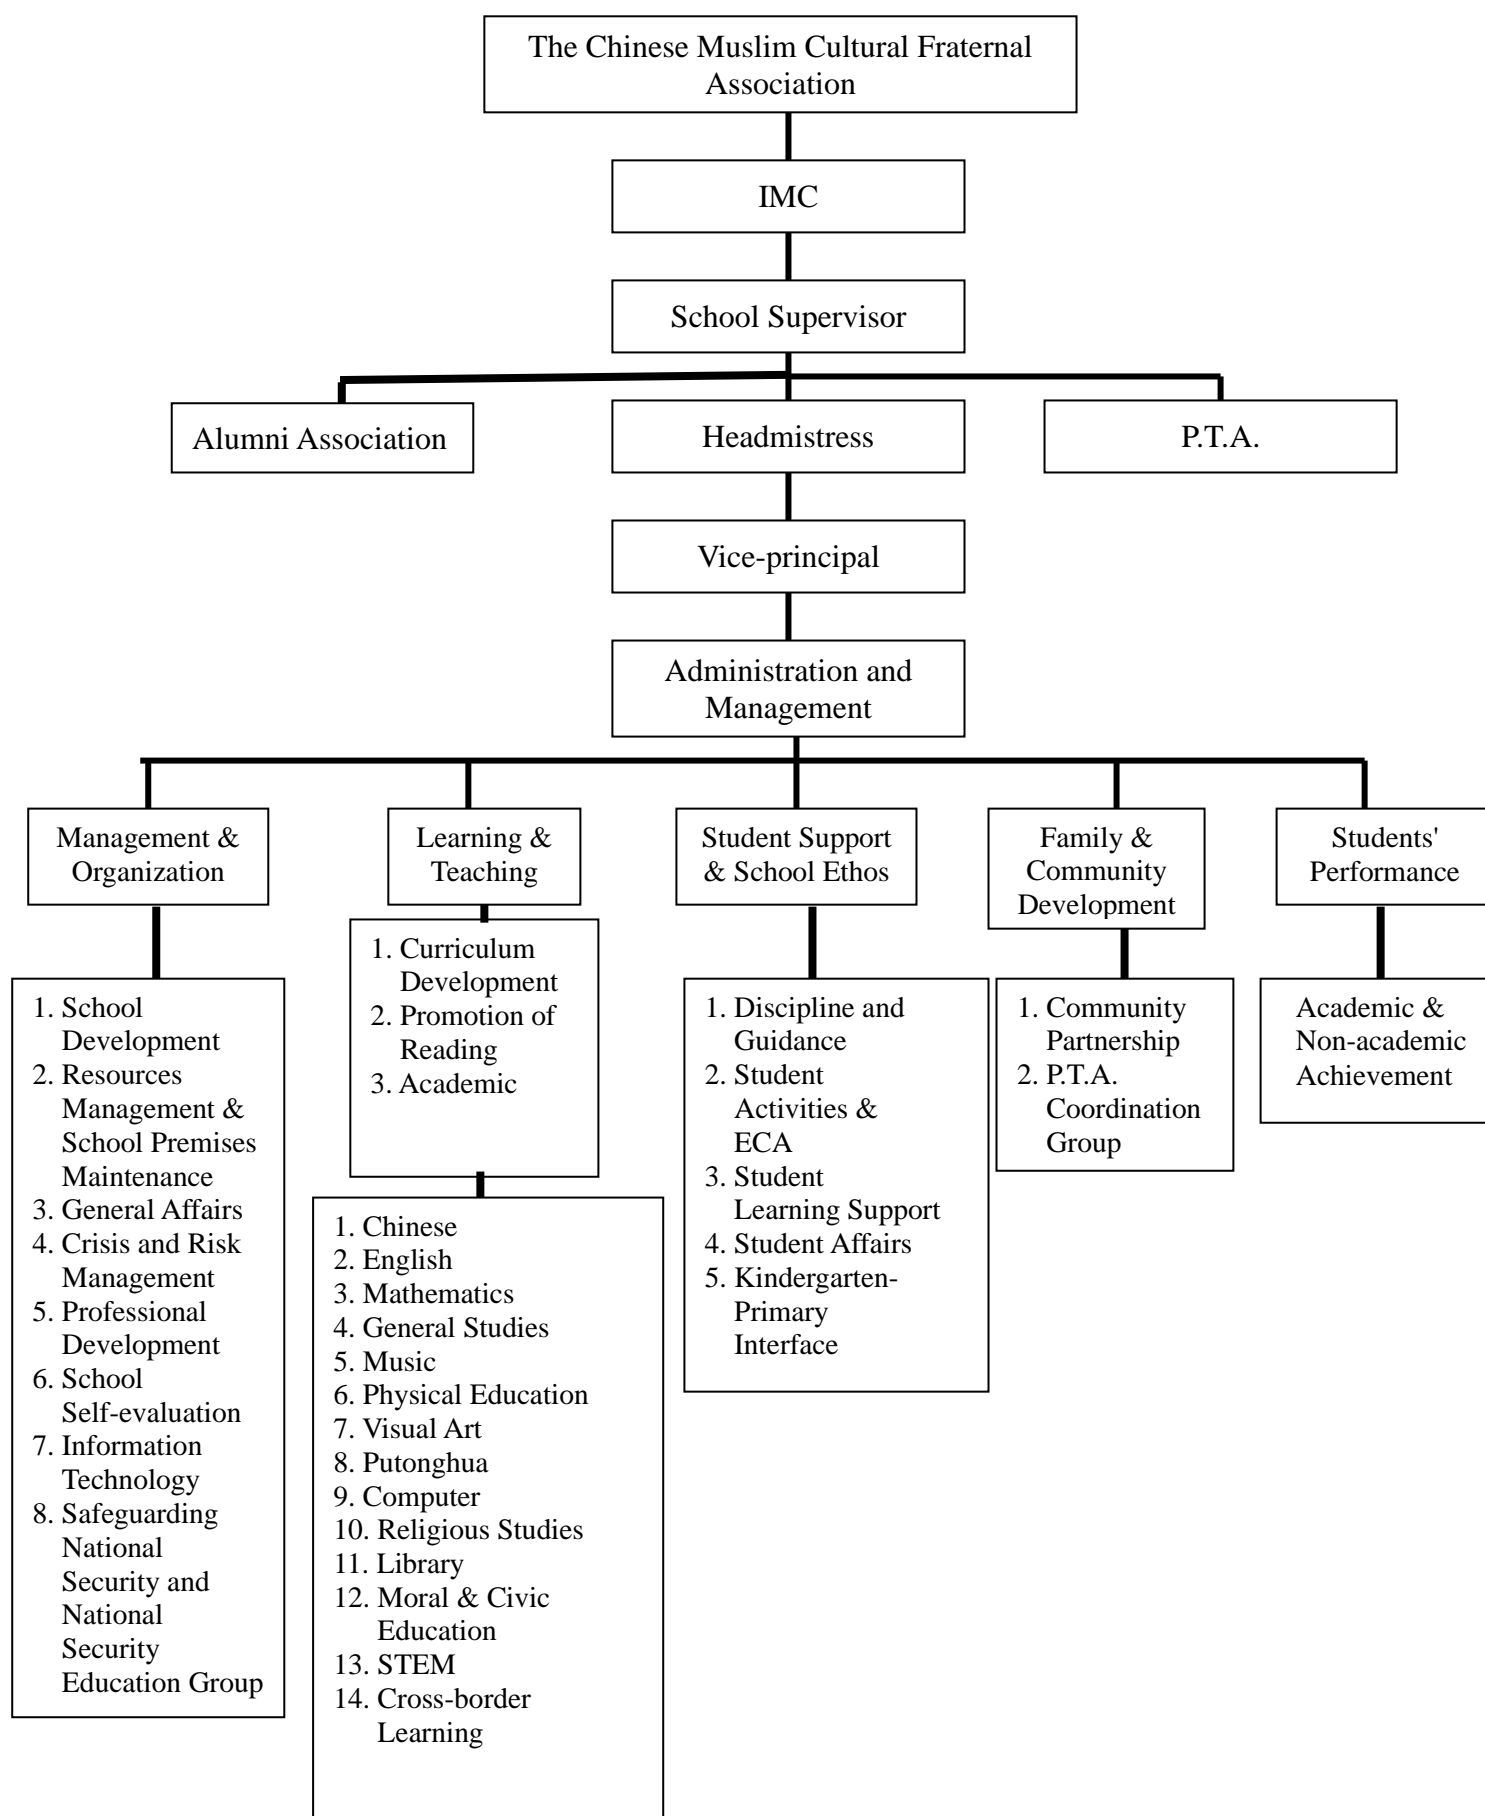 The Chinese Muslim Cultural Fraternal
Association
IMC
School Supervisor
Alumni Association
Headmistress
P.T.A.
Vice-principal
Administration and
Management
Management &
Organization
Learning &
Teaching
Student Support
& School Ethos
Family &
Community
Development
Students'
Performance
1. School
Development
2. Resources
Management &
School Premises
Maintenance
3. General Affairs
4. Crisis and Risk
Management
5. Professional
Development
6. School
Self-evaluation
7. Information
Technology
8. Safeguarding
National
Security and
National
Security
Education Group
1. Curriculum
Development
2. Promotion of
Reading
3. Academic
1. Chinese
2. English
3. Mathematics
4. General Studies
5. Music
6. Physical Education
7. Visual Art
8. Putonghua
9. Computer
10. Religious Studies
11. Library
12. Moral & Civic
Education
13. STEM
14. Cross-border
Learning
1. Discipline and
Guidance
2. Student
Activities &
ECA
3. Student
Learning Support
4. Student Affairs
5. Kindergarten-
Primary
Interface
1. Community
Partnership
2. P.T.A.
Coordination
Group
Academic &
Non-academic
Achievement